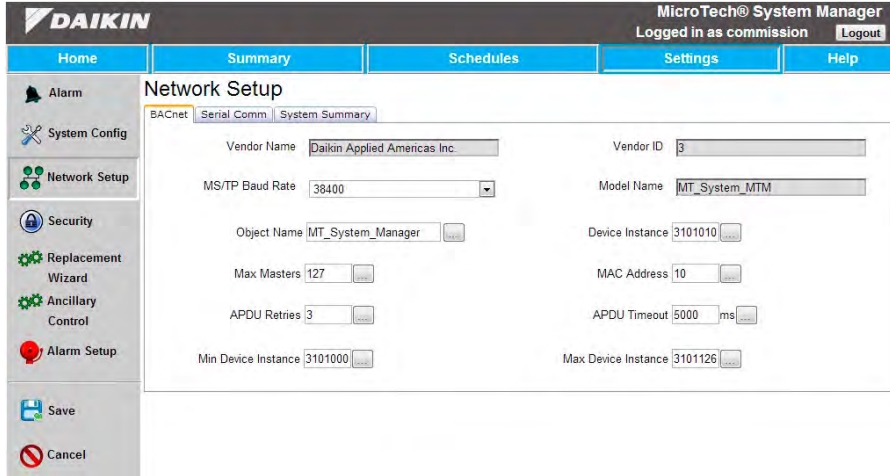 DAIKIN
MicroTech® System Manager
Logged in as commission Logout
Home Summary Schedules Settings Help
Alarm
System Config
Network Setup
Security
Replacement Wizard
Ancillary Control
Alarm Setup
Save
Cancel
Network Setup
BACnet Serial Comm System Summary
Vendor Name Daikin Applied Americas Inc. Vendor ID 3
MS/TP Baud Rate 38400 Model Name MT_System_MTM
Object Name MT_System_Manager ... Device Instance 3101010 ...
Max Masters 127 ... MAC Address 10 ...
APDU Retries 3 ... APDU Timeout 5000 ms ...
Min Device Instance 3101000 ... Max Device Instance 3101126 ...